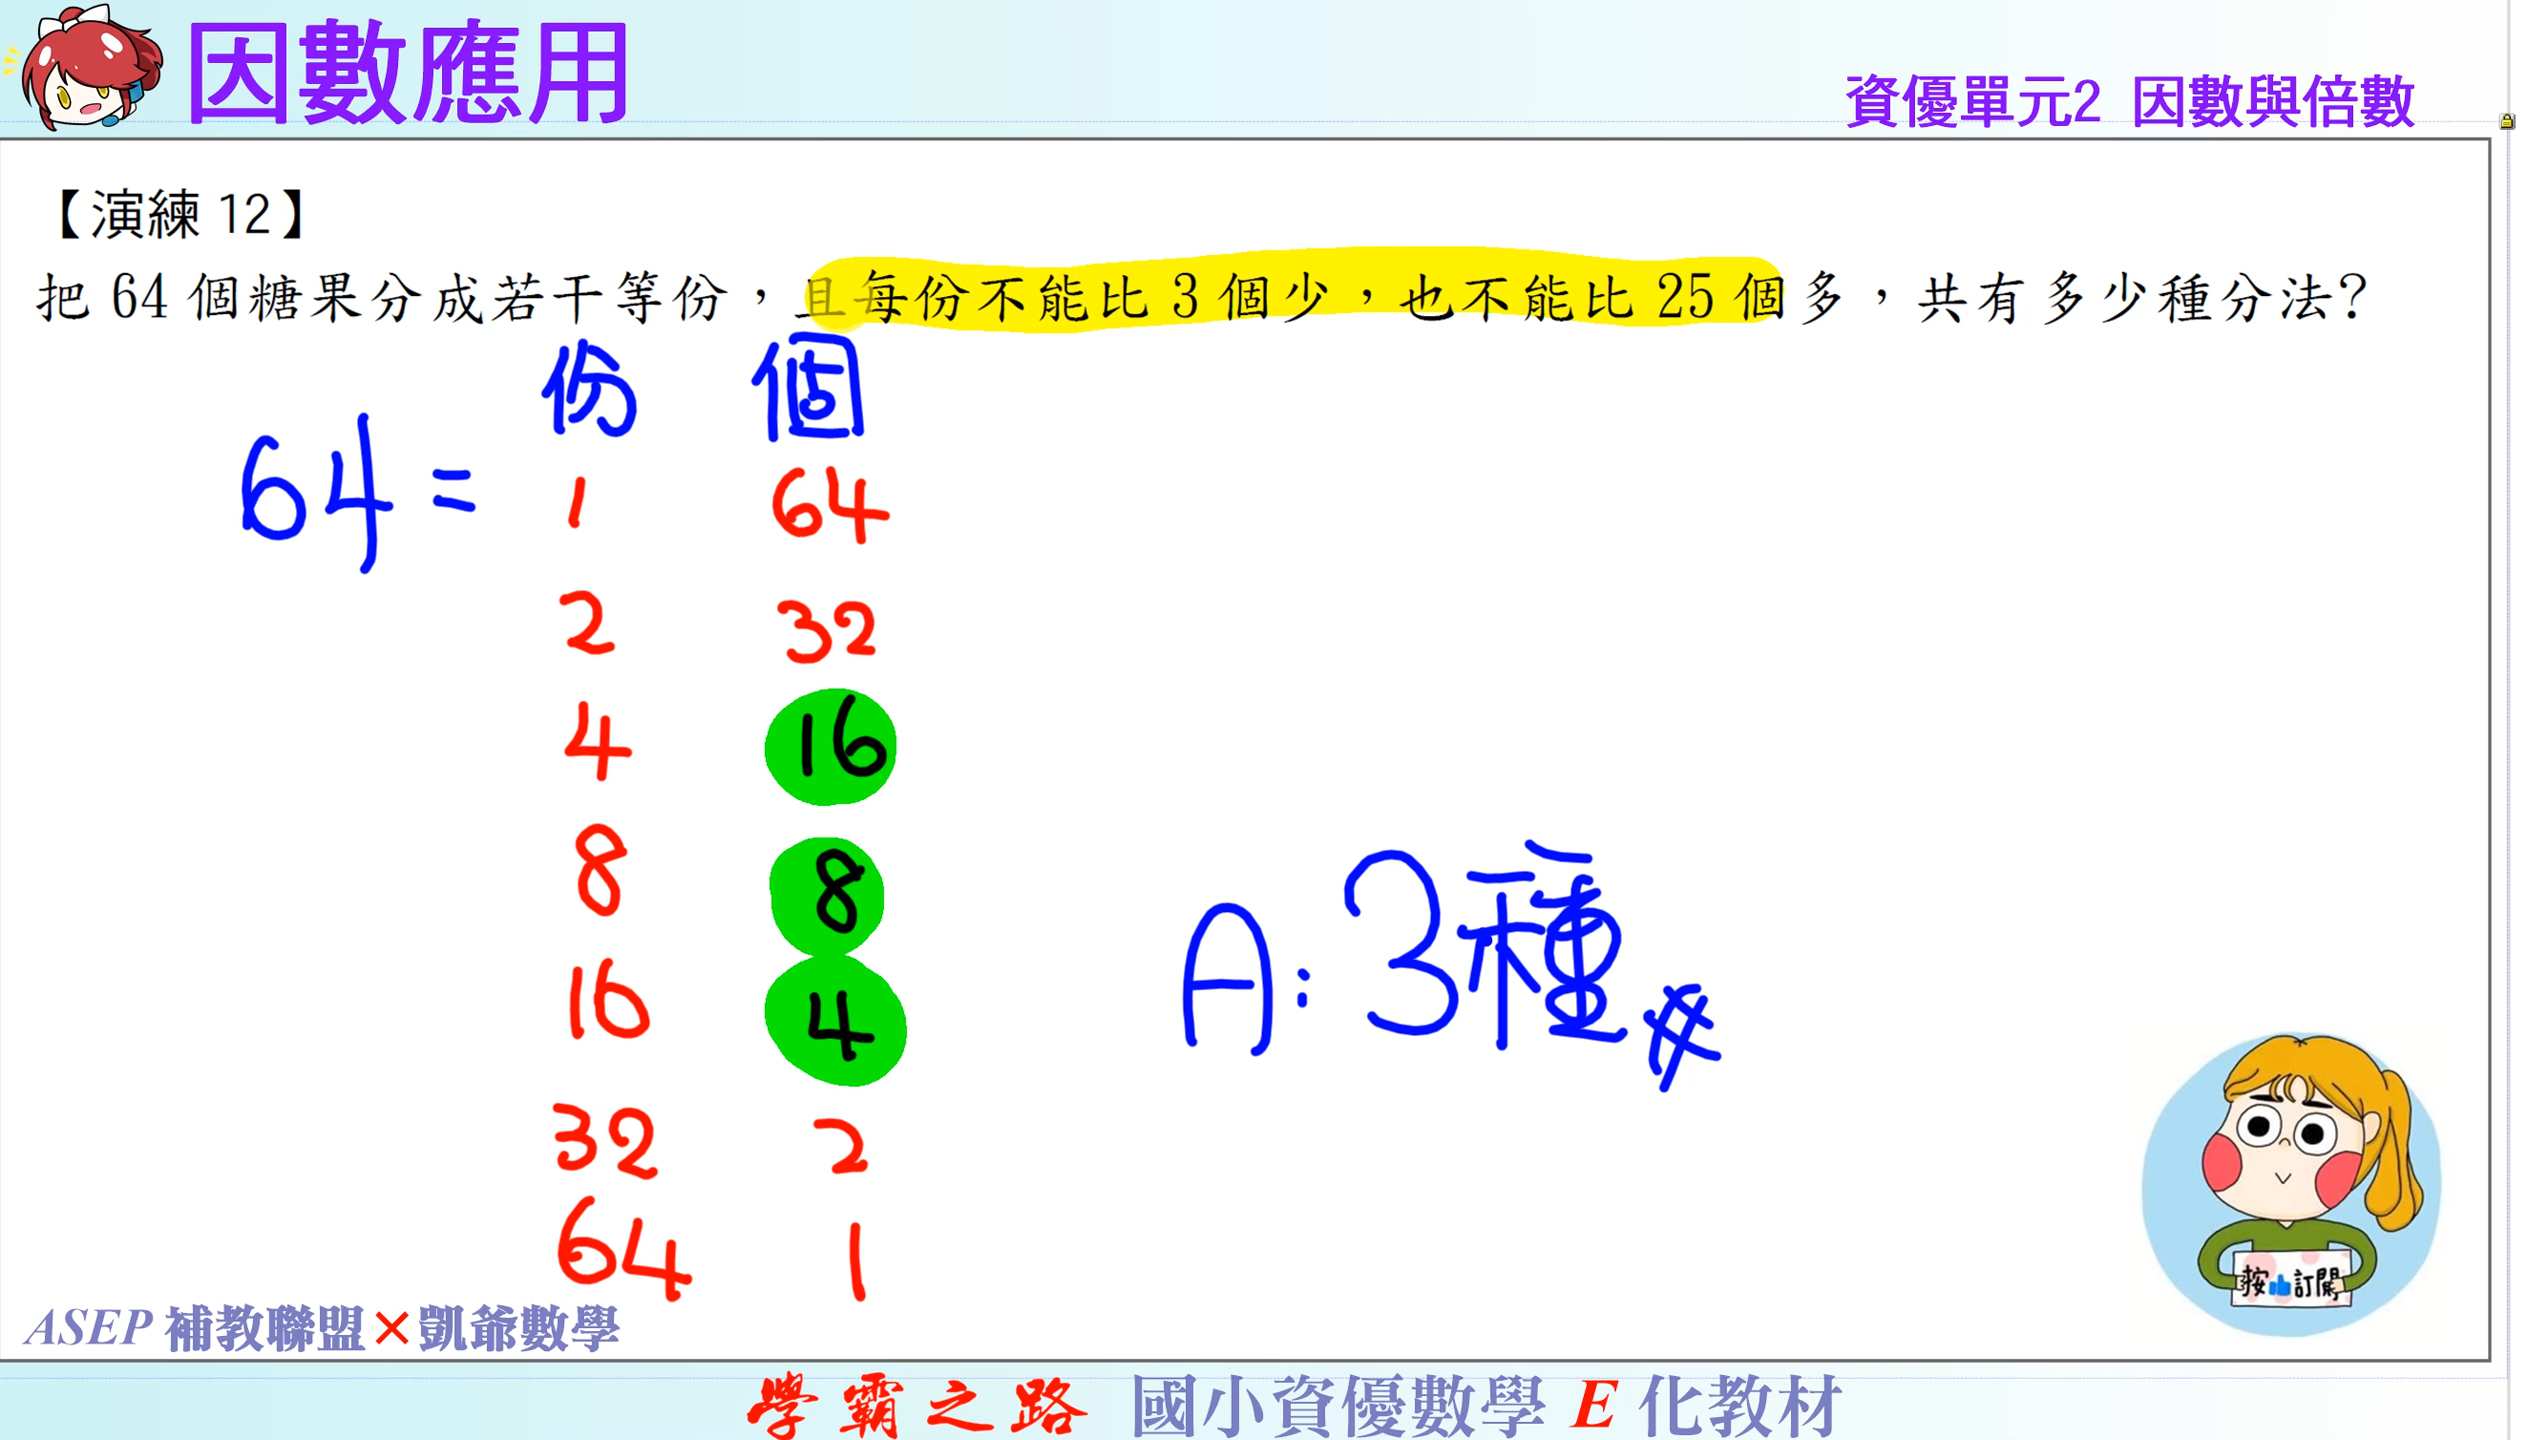 因數應用
資優單元2 因數與倍數
【演練 12】
把 64 個糖果分成若干等份，且每份不能比 3 個少，也不能比 25 個多，共有多少種分法?
份 個
64 = 1 64
2 32
4 16
8 8
16 4
32 2
64 1
A: 3種#
按訂閱
ASEP 補教聯盟×凱爺數學
學霸之路 國小資優數學 E 化教材